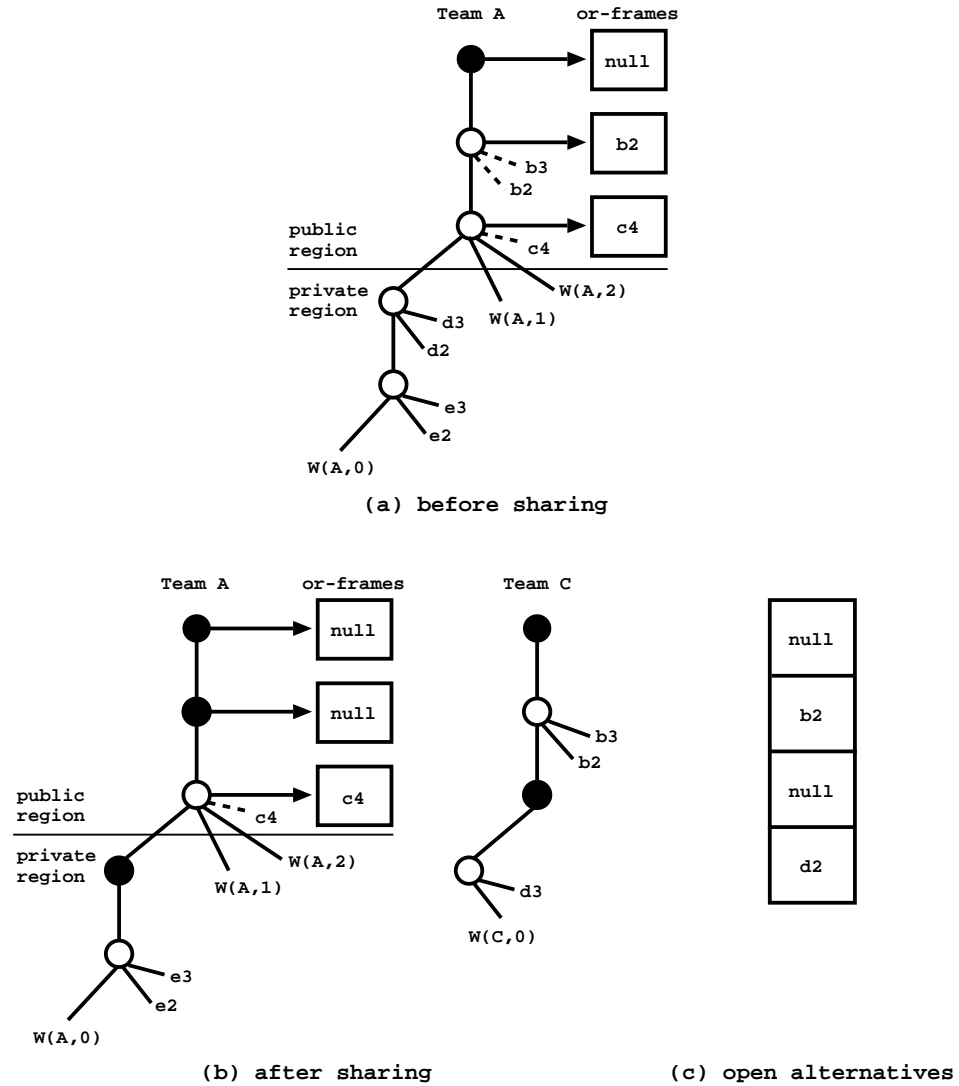 Team A or-frames
null
b2
b3
b2
c4
c4
public
region
private
region
W(A,2)
W(A,1)
d3
d2
e3
e2
W(A,0)
(a) before sharing
Team A or-frames Team C
null
null
null
b3
b2
b2
c4
c4
null
public
region
private
region
W(A,2)
W(A,1)
d3
d2
W(C,0)
e3
e2
W(A,0)
(b) after sharing
(c) open alternatives